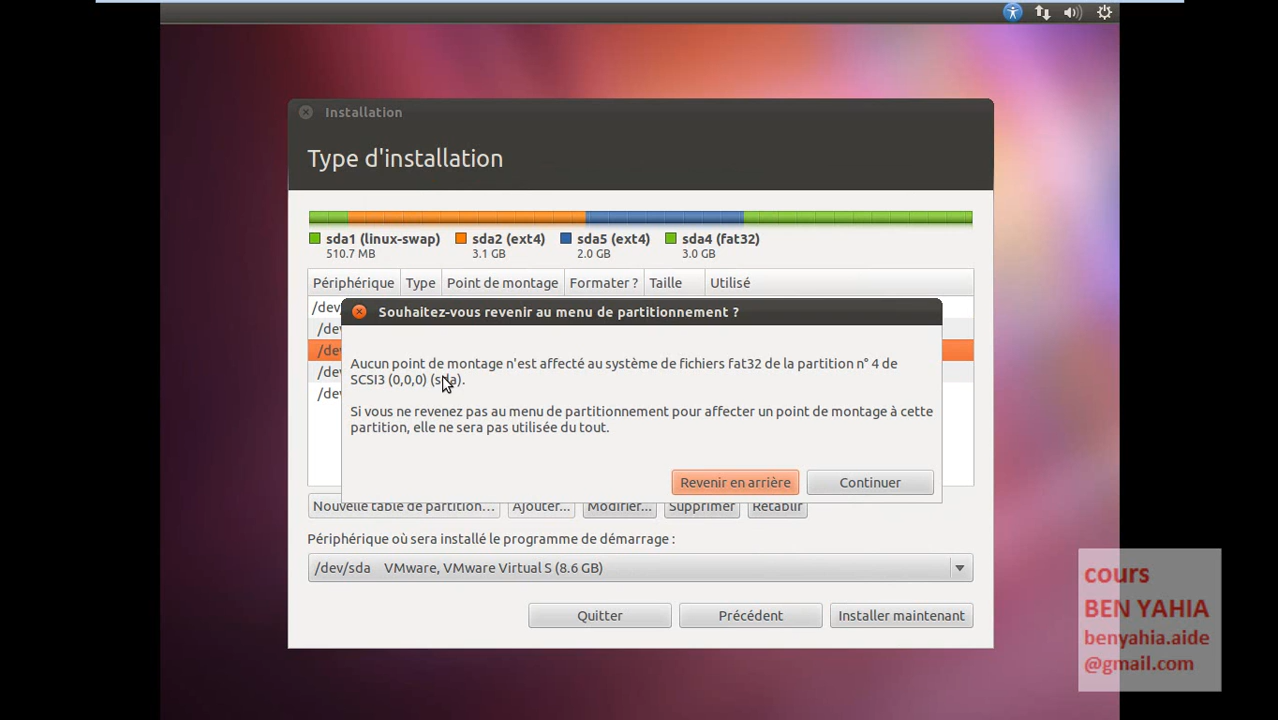 Installation
Type d'installation
sda1 (linux-swap) sda2 (ext4) sda5 (ext4) sda4 (fat32)
510.7 MB 3.1 GB 2.0 GB 3.0 GB
Périphérique Type Point de montage Formater ? Taille Utilisé
Souhaitez-vous revenir au menu de partitionnement ?
Aucun point de montage n'est affecté au système de fichiers fat32 de la partition n° 4 de
SCSI3 (0,0,0) (sda).
Si vous ne revenez pas au menu de partitionnement pour affecter un point de montage à cette
partition, elle ne sera pas utilisée du tout.
Revenir en arrière Continuer
Nouvelle table de partition... Ajouter... Modifier... Supprimer Rétablir
Périphérique où sera installé le programme de démarrage :
/dev/sda VMware, VMware Virtual S (8.6 GB)
Quitter Précédent Installer maintenant
cours
BEN YAHIA
benyahia.aide
@gmail.com